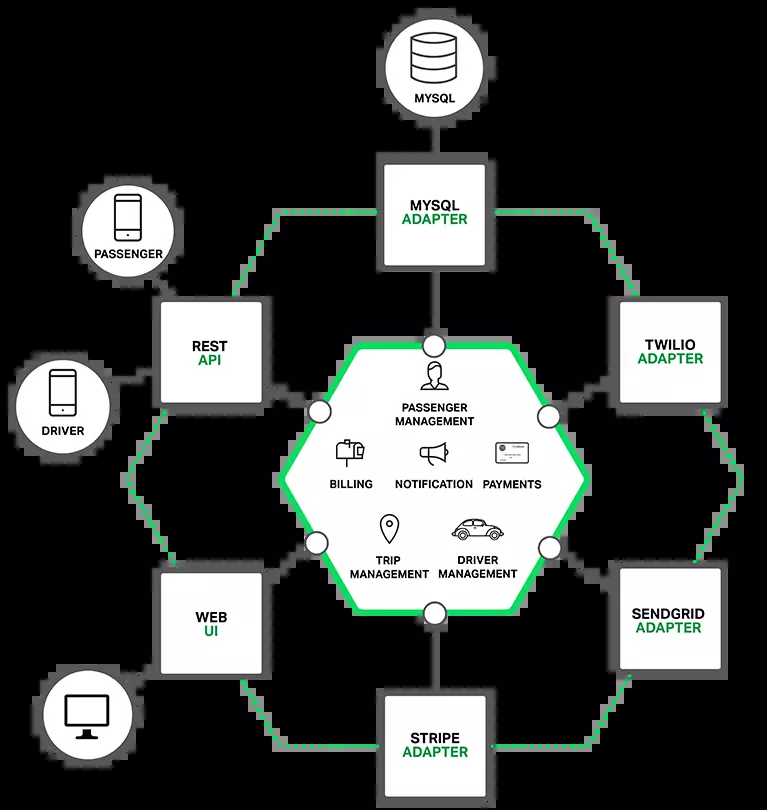 MYSQL
MYSQL
ADAPTER
PASSENGER
REST
API
TWILIO
ADAPTER
DRIVER
PASSENGER
MANAGEMENT
BILLING
NOTIFICATION
PAYMENTS
TRIP
MANAGEMENT
DRIVER
MANAGEMENT
WEB
UI
SENDGRID
ADAPTER
STRIPE
ADAPTER